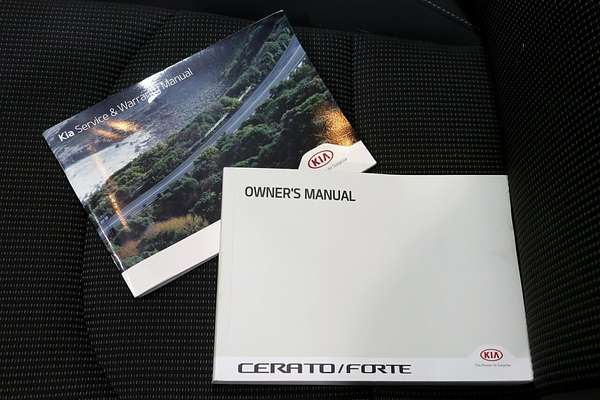 Kia Service & Warranty Manual
KIA
OWNER'S MANUAL
KIA
The Power to Surprise
CERATO/FORTE